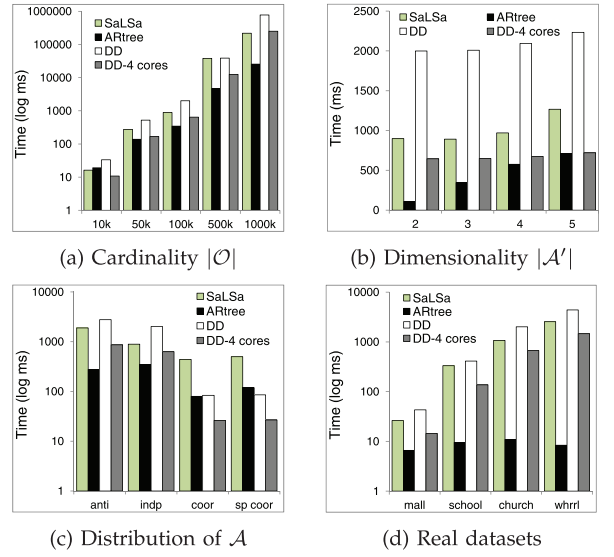 1000000
100000
10000
1000
100
10
1
Time (log ms)
SaLSa
ARtree
DD
DD-4 cores
10k 50k 100k 500k 1000k
(a) Cardinality |𝒪|
2500
2000
1500
1000
500
0
Time (ms)
SaLSa ARtree
DD DD-4 cores
2 3 4 5
(b) Dimensionality |𝒜′|
10000
1000
100
10
1
Time (log ms)
SaLSa
ARtree
DD
DD-4 cores
anti indp coor sp coor
(c) Distribution of 𝒜
10000
1000
100
10
1
Time (log ms)
SaLSa
ARtree
DD
DD-4 cores
mall school church whrrl
(d) Real datasets